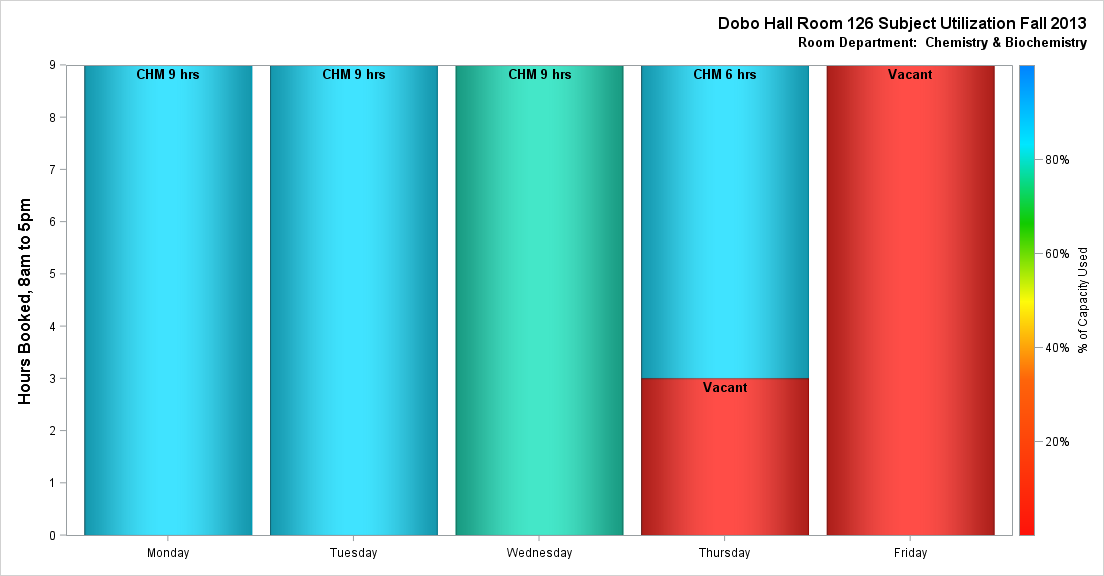 Dobo Hall Room 126 Subject Utilization Fall 2013
Room Department:  Chemistry & Biochemistry
Hours Booked, 8am to 5pm
9
8
7
6
5
4
3
2
1
0
CHM 9 hrs
CHM 9 hrs
CHM 9 hrs
CHM 6 hrs
Vacant
Vacant
Monday
Tuesday
Wednesday
Thursday
Friday
80%
60%
40%
20%
% of Capacity Used